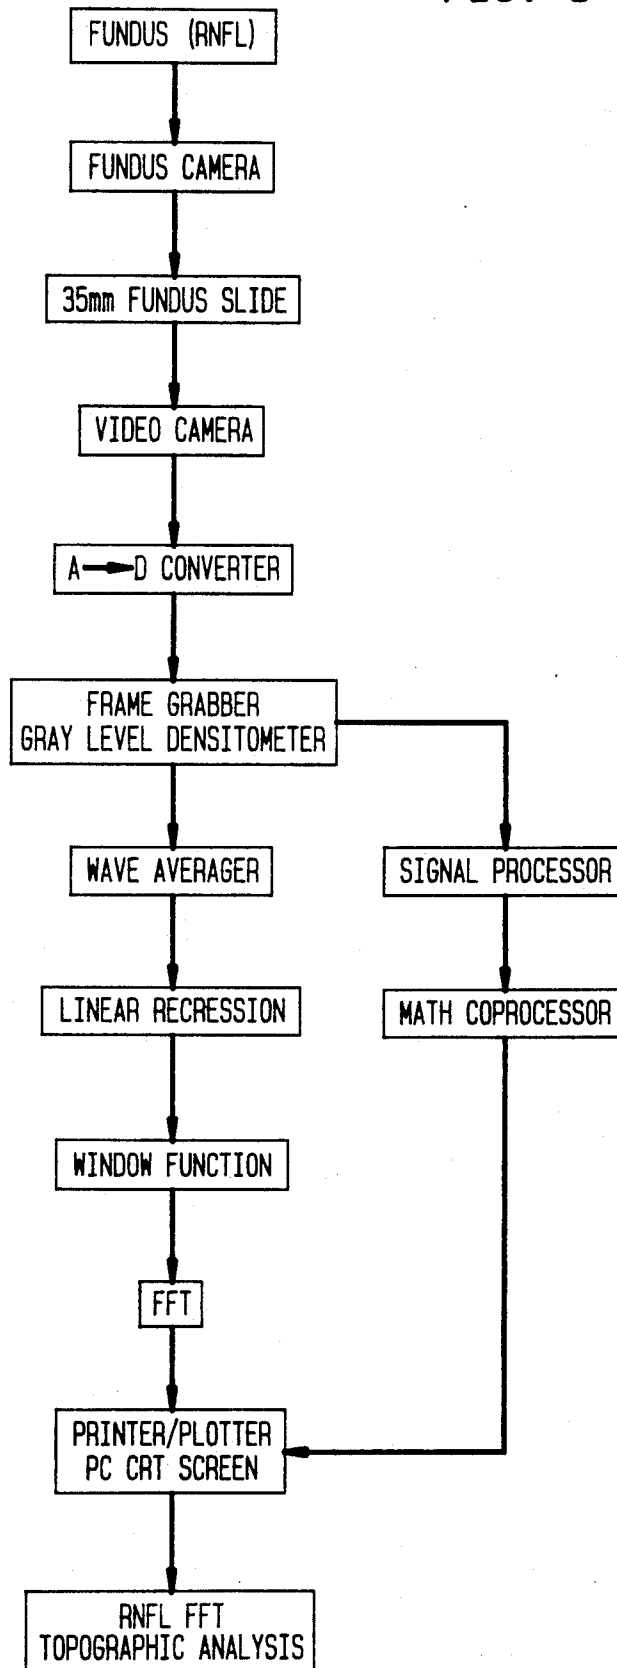 FUNDUS (RNFL)
FUNDUS CAMERA
35mm FUNDUS SLIDE
VIDEO CAMERA
A D CONVERTER
FRAME GRABBER
GRAY LEVEL DENSITOMETER
WAVE AVERAGER
SIGNAL PROCESSOR
LINEAR RECRESSION
MATH COPROCESSOR
WINDOW FUNCTION
FFT
PRINTER/PLOTTER
PC CRT SCREEN
RNFL FFT
TOPOGRAPHIC ANALYSIS